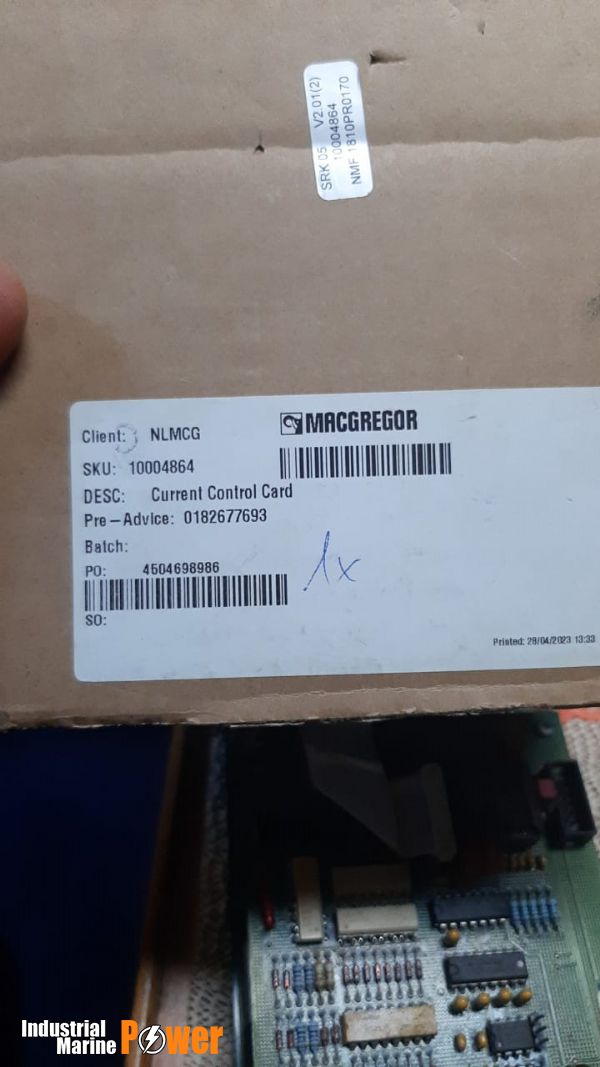 SRK 05 V2.01(2)
10004864
NMF 1810PR0170
MACGREGOR
Client: NLMCG
SKU: 10004864
DESC: Current Control Card
Pre-Advice: 0182677693
Batch:
PO: 4504698986
1x
SO:
Printed: 28/04/2023 13:33
Industrial
Marine
Power